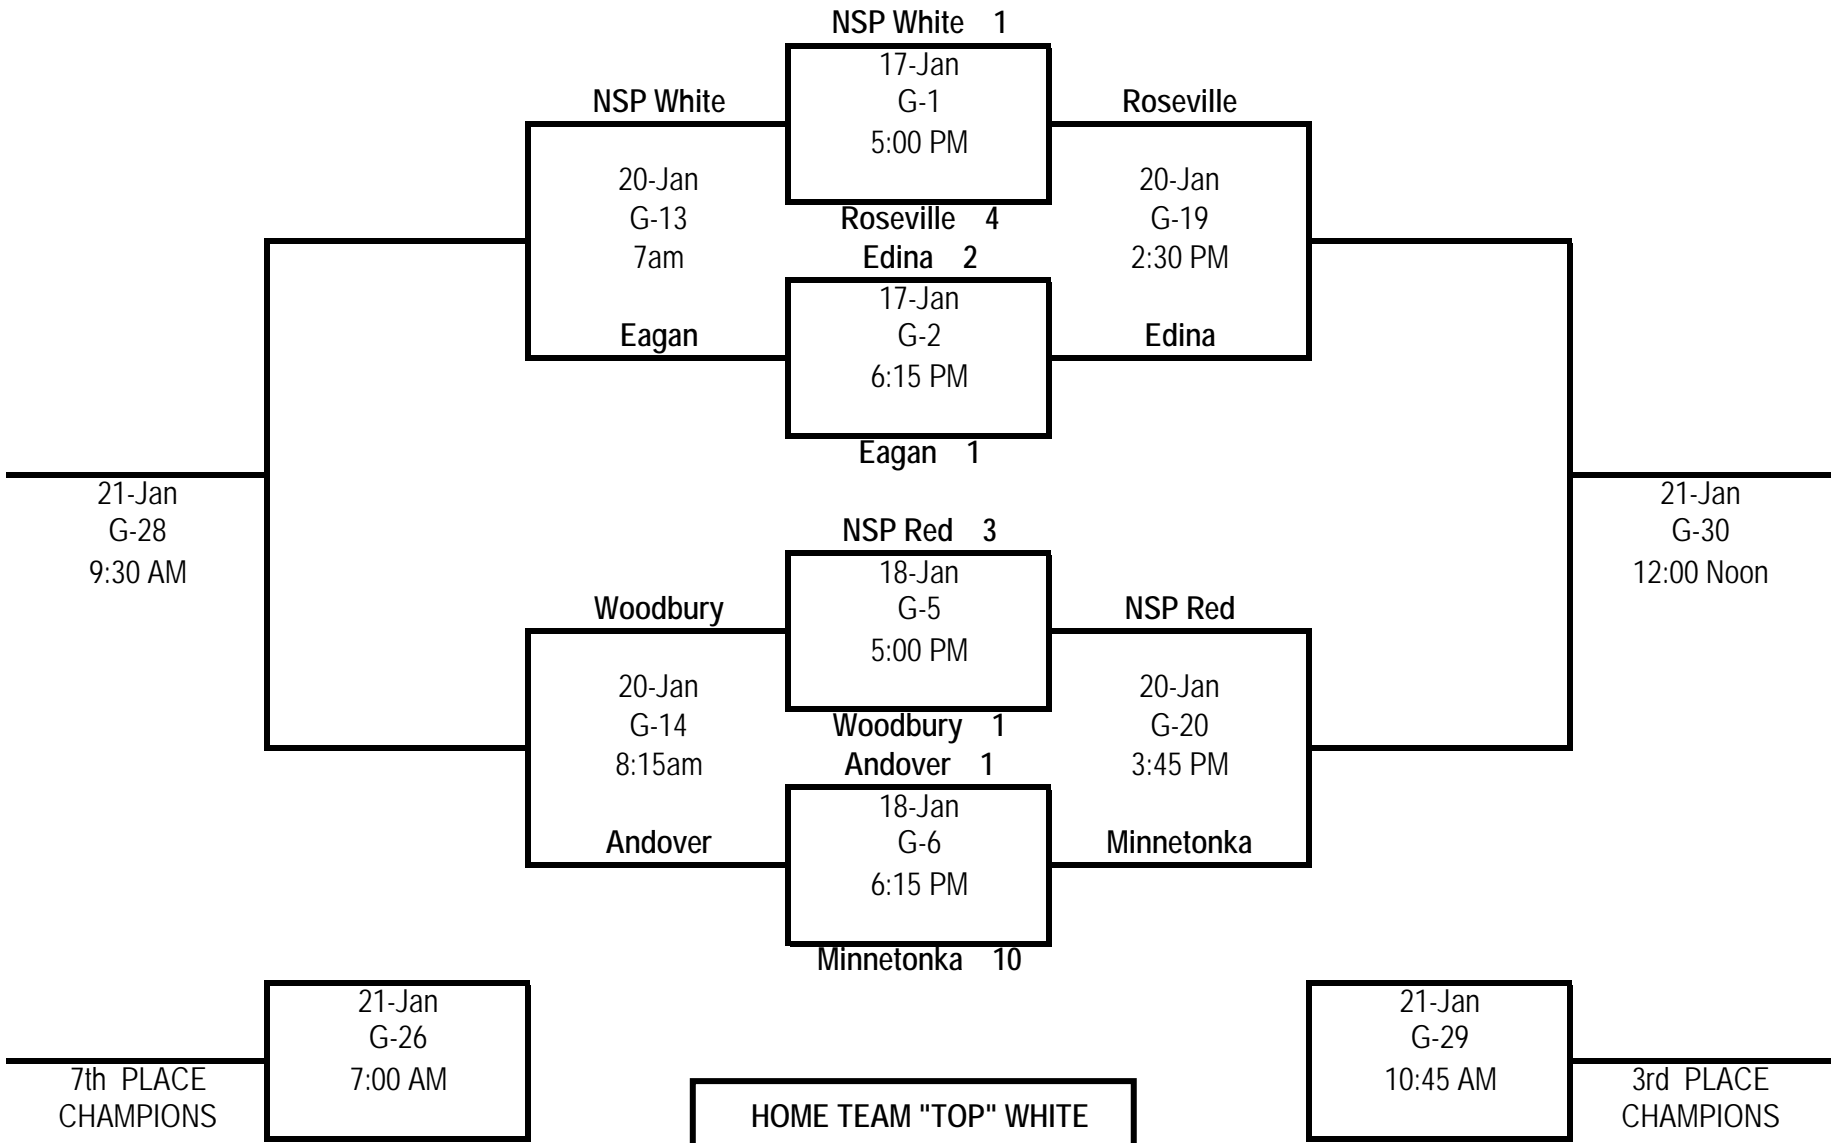 NSP White 1
17-Jan
G-1
5:00 PM
NSP White
Roseville
20-Jan
G-13
7am
Roseville 4
Edina 2
20-Jan
G-19
2:30 PM
17-Jan
G-2
6:15 PM
Eagan
Edina
Eagan 1
21-Jan
G-28
9:30 AM
21-Jan
G-30
12:00 Noon
NSP Red 3
18-Jan
G-5
5:00 PM
Woodbury
NSP Red
20-Jan
G-14
8:15am
Woodbury 1
Andover 1
20-Jan
G-20
3:45 PM
18-Jan
G-6
6:15 PM
Andover
Minnetonka
Minnetonka 10
21-Jan
G-26
7:00 AM
7th PLACE
CHAMPIONS
HOME TEAM "TOP" WHITE
21-Jan
G-29
10:45 AM
3rd PLACE
CHAMPIONS